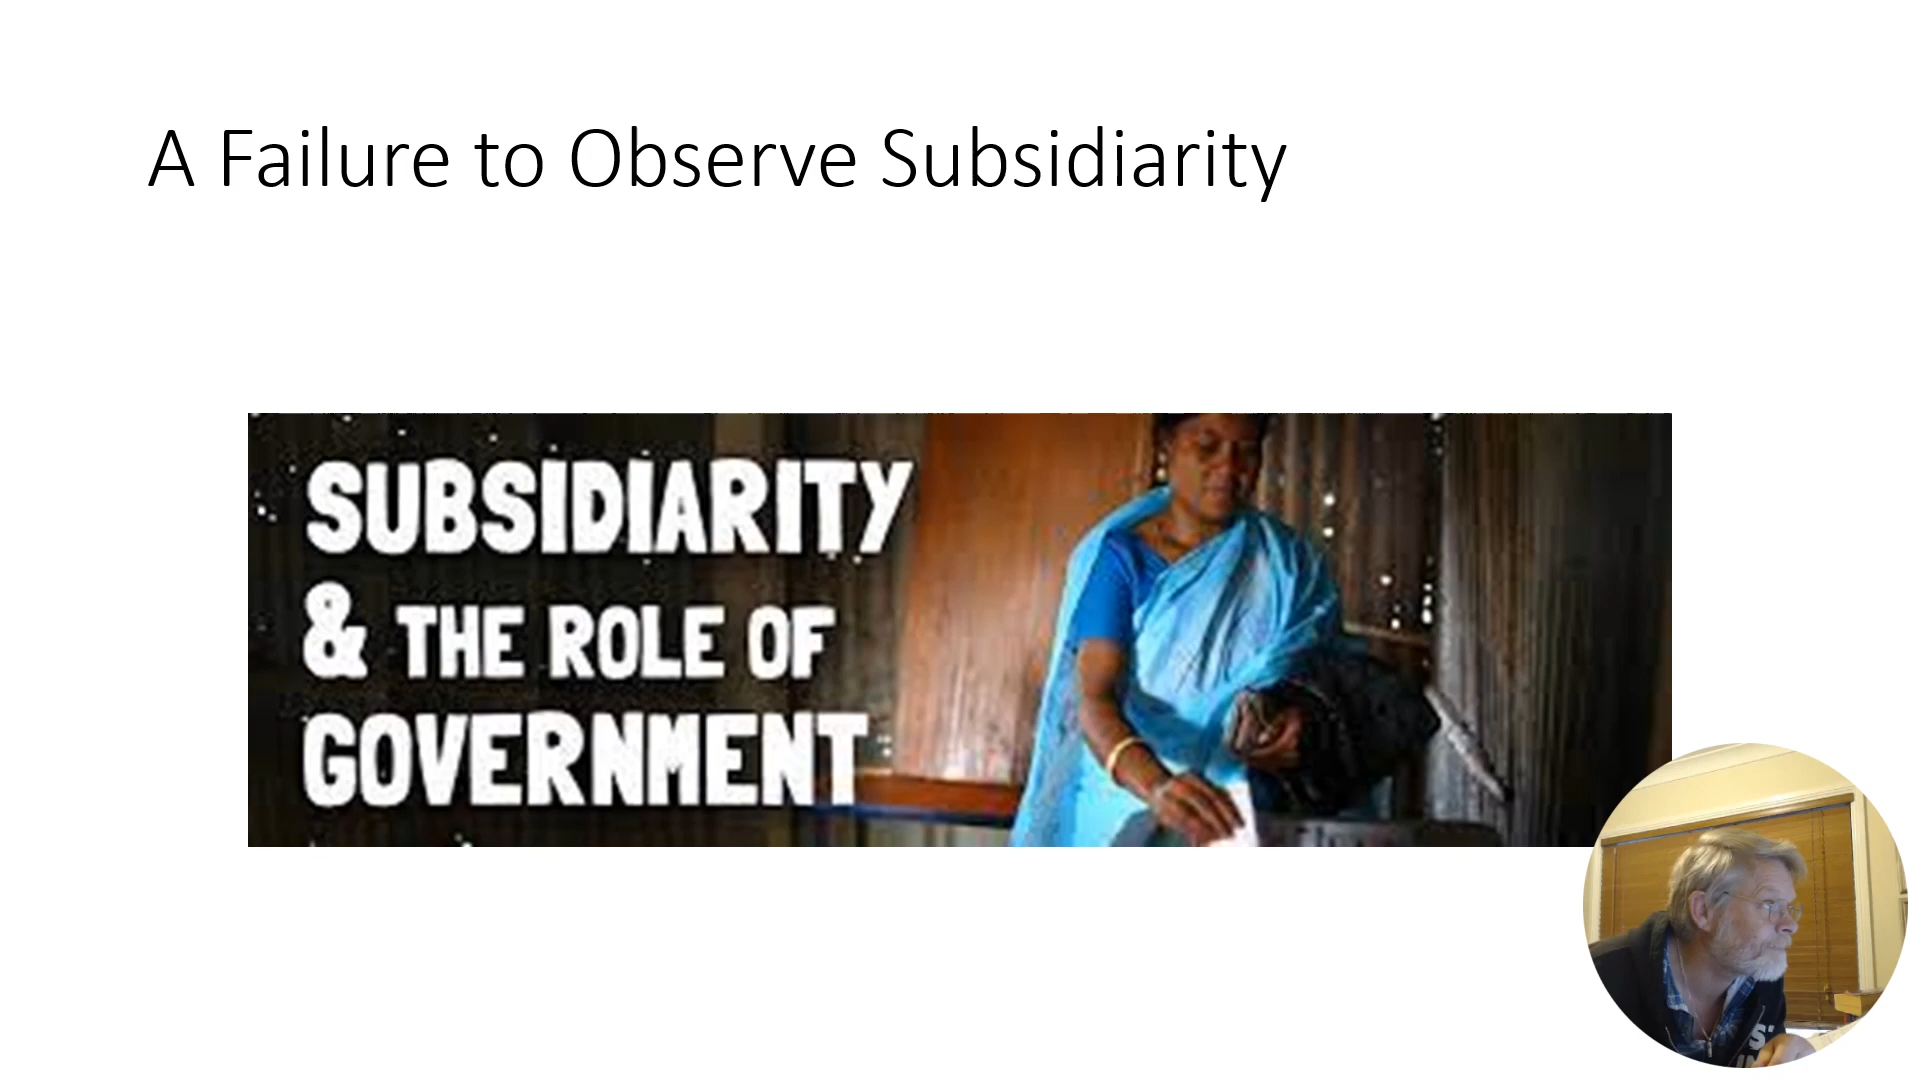 A Failure to Observe Subsidiarity
SUBSIDIARITY
& THE ROLE OF
GOVERNMENT